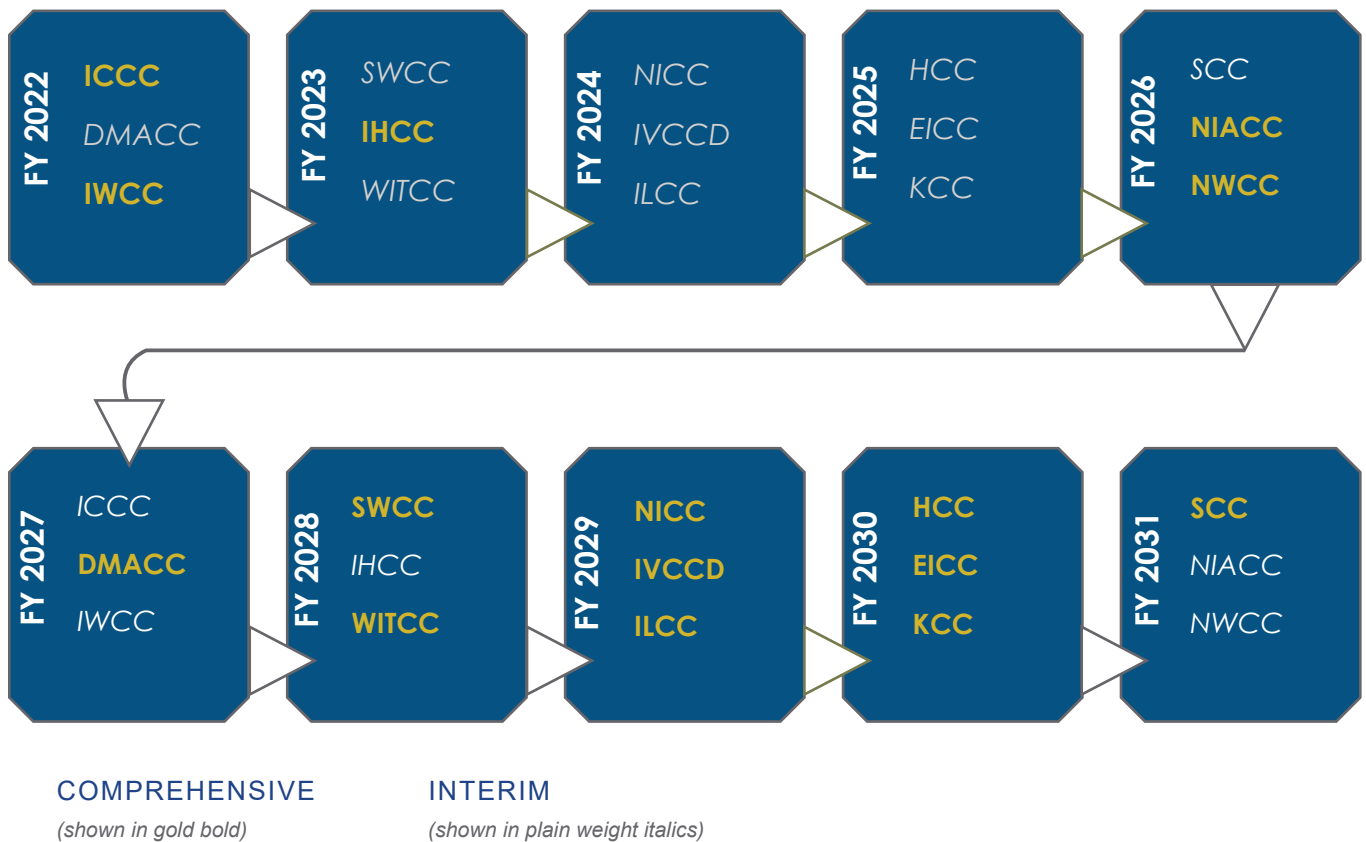 FY 2022
ICCC
DMACC
IWCC
FY 2023
SWCC
IHCC
WITCC
FY 2024
NICC
IVCCD
ILCC
FY 2025
HCC
EICC
KCC
FY 2026
SCC
NIACC
NWCC
FY 2027
ICCC
DMACC
IWCC
FY 2028
SWCC
IHCC
WITCC
FY 2029
NICC
IVCCD
ILCC
FY 2030
HCC
EICC
KCC
FY 2031
SCC
NIACC
NWCC
COMPREHENSIVE
(shown in gold bold)
INTERIM
(shown in plain weight italics)